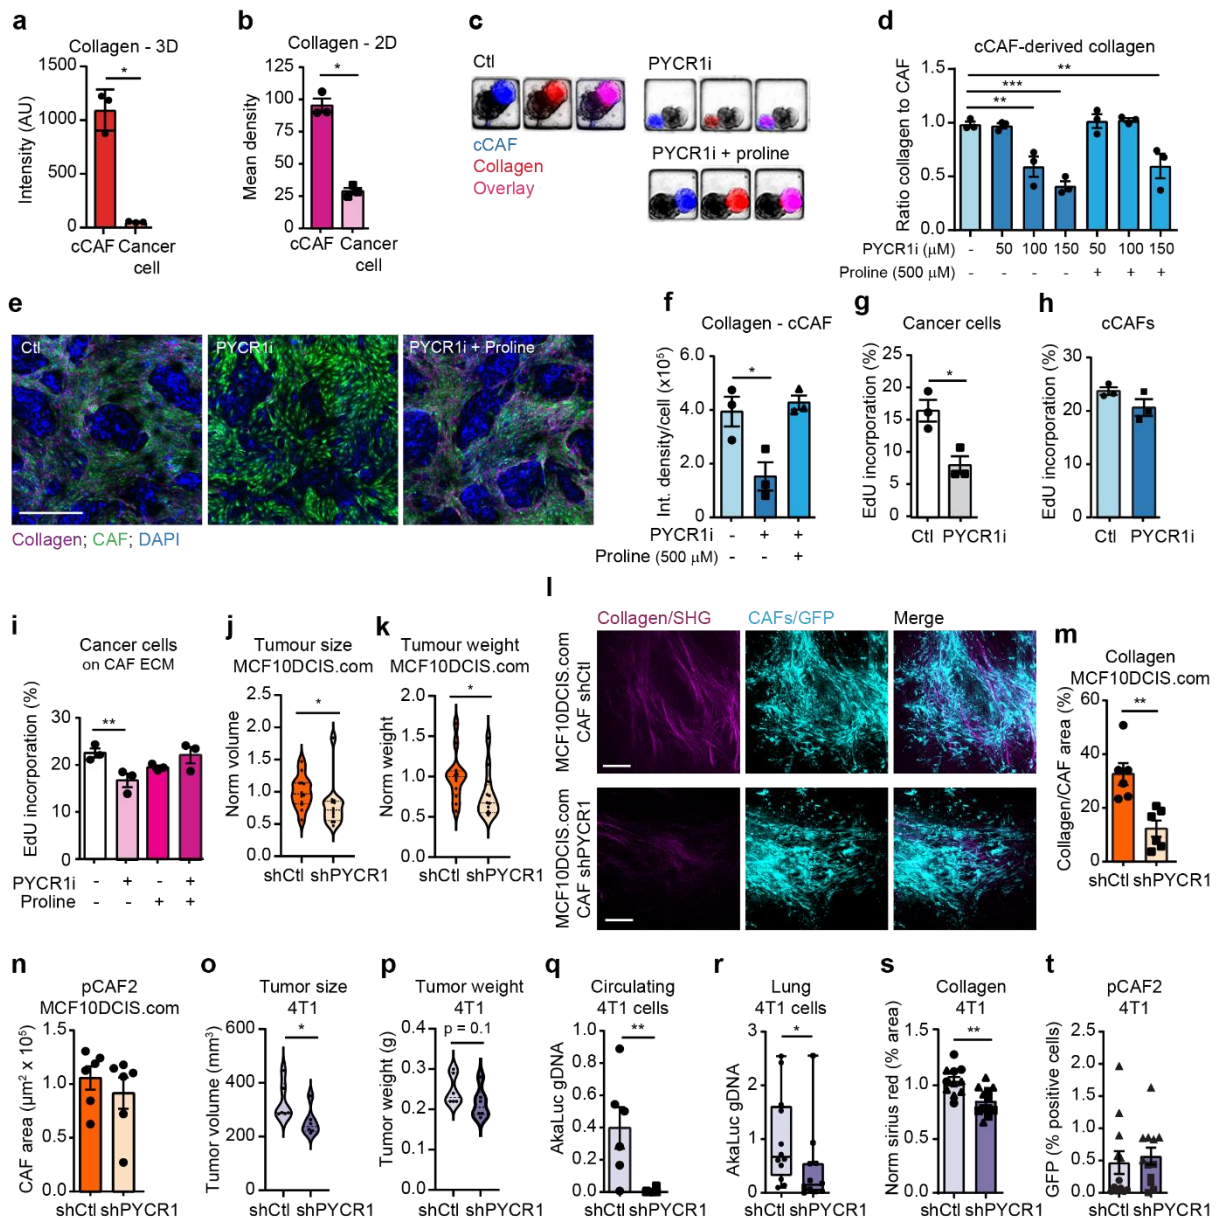 a
Collagen - 3D
Intensity (AU)
1500
1000
500
0
*
cCAF Cancer
cell
b
Collagen - 2D
Mean density
125
100
75
50
25
0
*
cCAF Cancer
cell
c
Ctl
PYCR1i
cCAF
Collagen
Overlay
PYCR1i + proline
d
cCAF-derived collagen
Ratio collagen to CAF
1.5
1.0
0.5
0.0
**
***
**
PYCR1i (μM) - 50 100 150 50 100 150
Proline (500 μM) - - - - + + +
e
Ctl
PYCR1i
PYCR1i + Proline
Collagen; CAF; DAPI
f
Collagen - cCAF
Int. density/cell (x10⁵)
6.0
4.0
2.0
0
*
PYCR1i - + +
Proline (500 μM) - - +
g
Cancer cells
EdU incorporation (%)
25
20
15
10
5
0
*
Ctl PYCR1i
h
cCAFs
EdU incorporation (%)
30
20
10
0
Ctl PYCR1i
i
Cancer cells
on CAF ECM
EdU incorporation (%)
30
20
10
0
**
PYCR1i - + - +
Proline - - + +
j
Tumour size
MCF10DCIS.com
Norm volume
2.5
2.0
1.5
1.0
0.5
0.0
*
shCtl shPYCR1
k
Tumour weight
MCF10DCIS.com
Norm weight
2.0
1.5
1.0
0.5
0.0
*
shCtl shPYCR1
l
Collagen/SHG
CAFs/GFP
Merge
MCF10DCIS.com
CAF shCtl
MCF10DCIS.com
CAF shPYCR1
m
Collagen
MCF10DCIS.com
Collagen/CAF area (%)
60
40
20
0
**
shCtl shPYCR1
n
pCAF2
MCF10DCIS.com
CAF area (μm² x 10⁵)
1.5
1.0
0.5
0.0
shCtl shPYCR1
o
Tumor size
4T1
Tumor volume (mm³)
600
400
200
0
*
shCtl shPYCR1
p
Tumor weight
4T1
Tumor weight (g)
0.4
0.3
0.2
0.1
0.0
p = 0.1
shCtl shPYCR1
q
Circulating
4T1 cells
AkaLuc gDNA
1.0
0.8
0.6
0.4
0.2
0.0
**
shCtl shPYCR1
r
Lung
4T1 cells
AkaLuc gDNA
3
2
1
0
*
shCtl shPYCR1
s
Collagen
4T1
Norm sirius red (% area)
1.5
1.0
0.5
0.0
**
shCtl shPYCR1
t
pCAF2
4T1
GFP (% positive cells)
2.5
2.0
1.5
1.0
0.5
0.0
shCtl shPYCR1